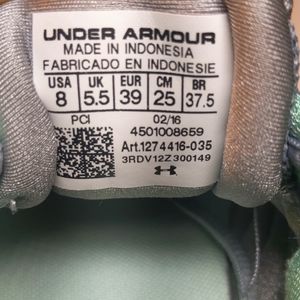 UNDER ARMOUR
MADE IN INDONESIA
FABRICADO EN INDONESIE
USA UK EUR CM BR
8 5.5 39 25 37.5
PCI 02/16
4501008659
Art.1274416-035
3RDV12Z300149